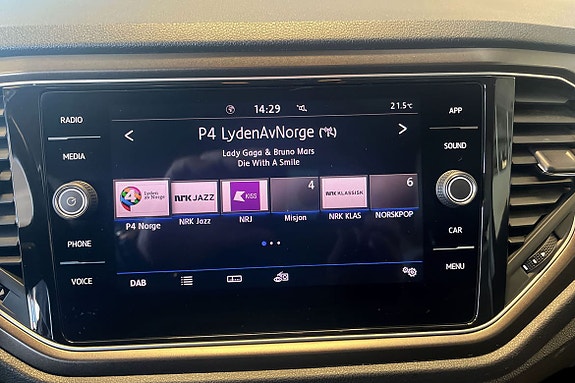 RADIO
MEDIA
PHONE
VOICE
14:29
21.5°C
P4 LydenAvNorge
Lady Gaga & Bruno Mars
Die With A Smile
P4 Norge
NRK JAZZ
NRK Jazz
KISS
NRJ
4
Misjon
NRK KLASSISK
NRK KLAS
6
NORSKPOP
DAB
APP
SOUND
CAR
MENU